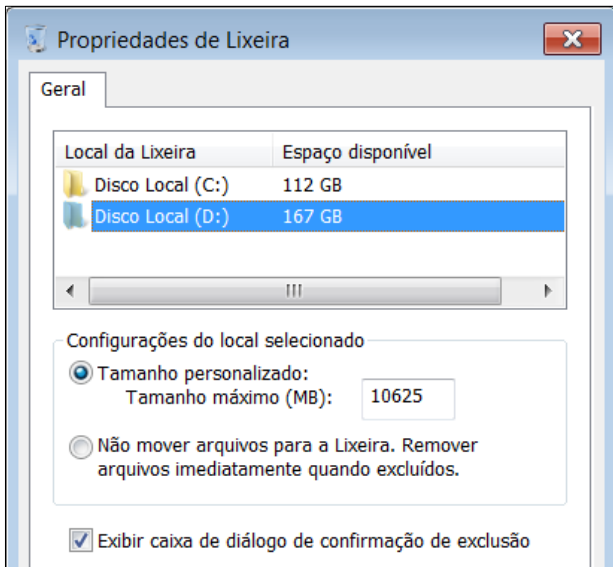 Propriedades de Lixeira
Geral
Local da Lixeira Espaço disponível
Disco Local (C:) 112 GB
Disco Local (D:) 167 GB
Configurações do local selecionado
Tamanho personalizado:
Tamanho máximo (MB): 10625
Não mover arquivos para a Lixeira. Remover
arquivos imediatamente quando excluídos.
Exibir caixa de diálogo de confirmação de exclusão